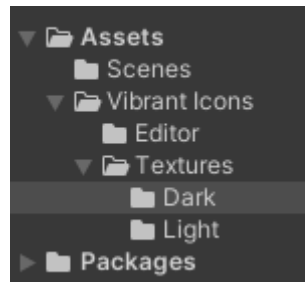 Assets
Scenes
Vibrant Icons
Editor
Textures
Dark
Light
Packages